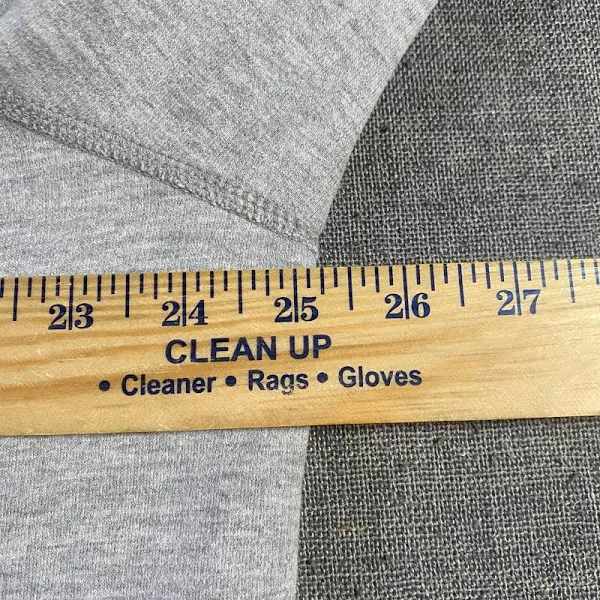 23 24 25 26 27
CLEAN UP
• Cleaner • Rags • Gloves